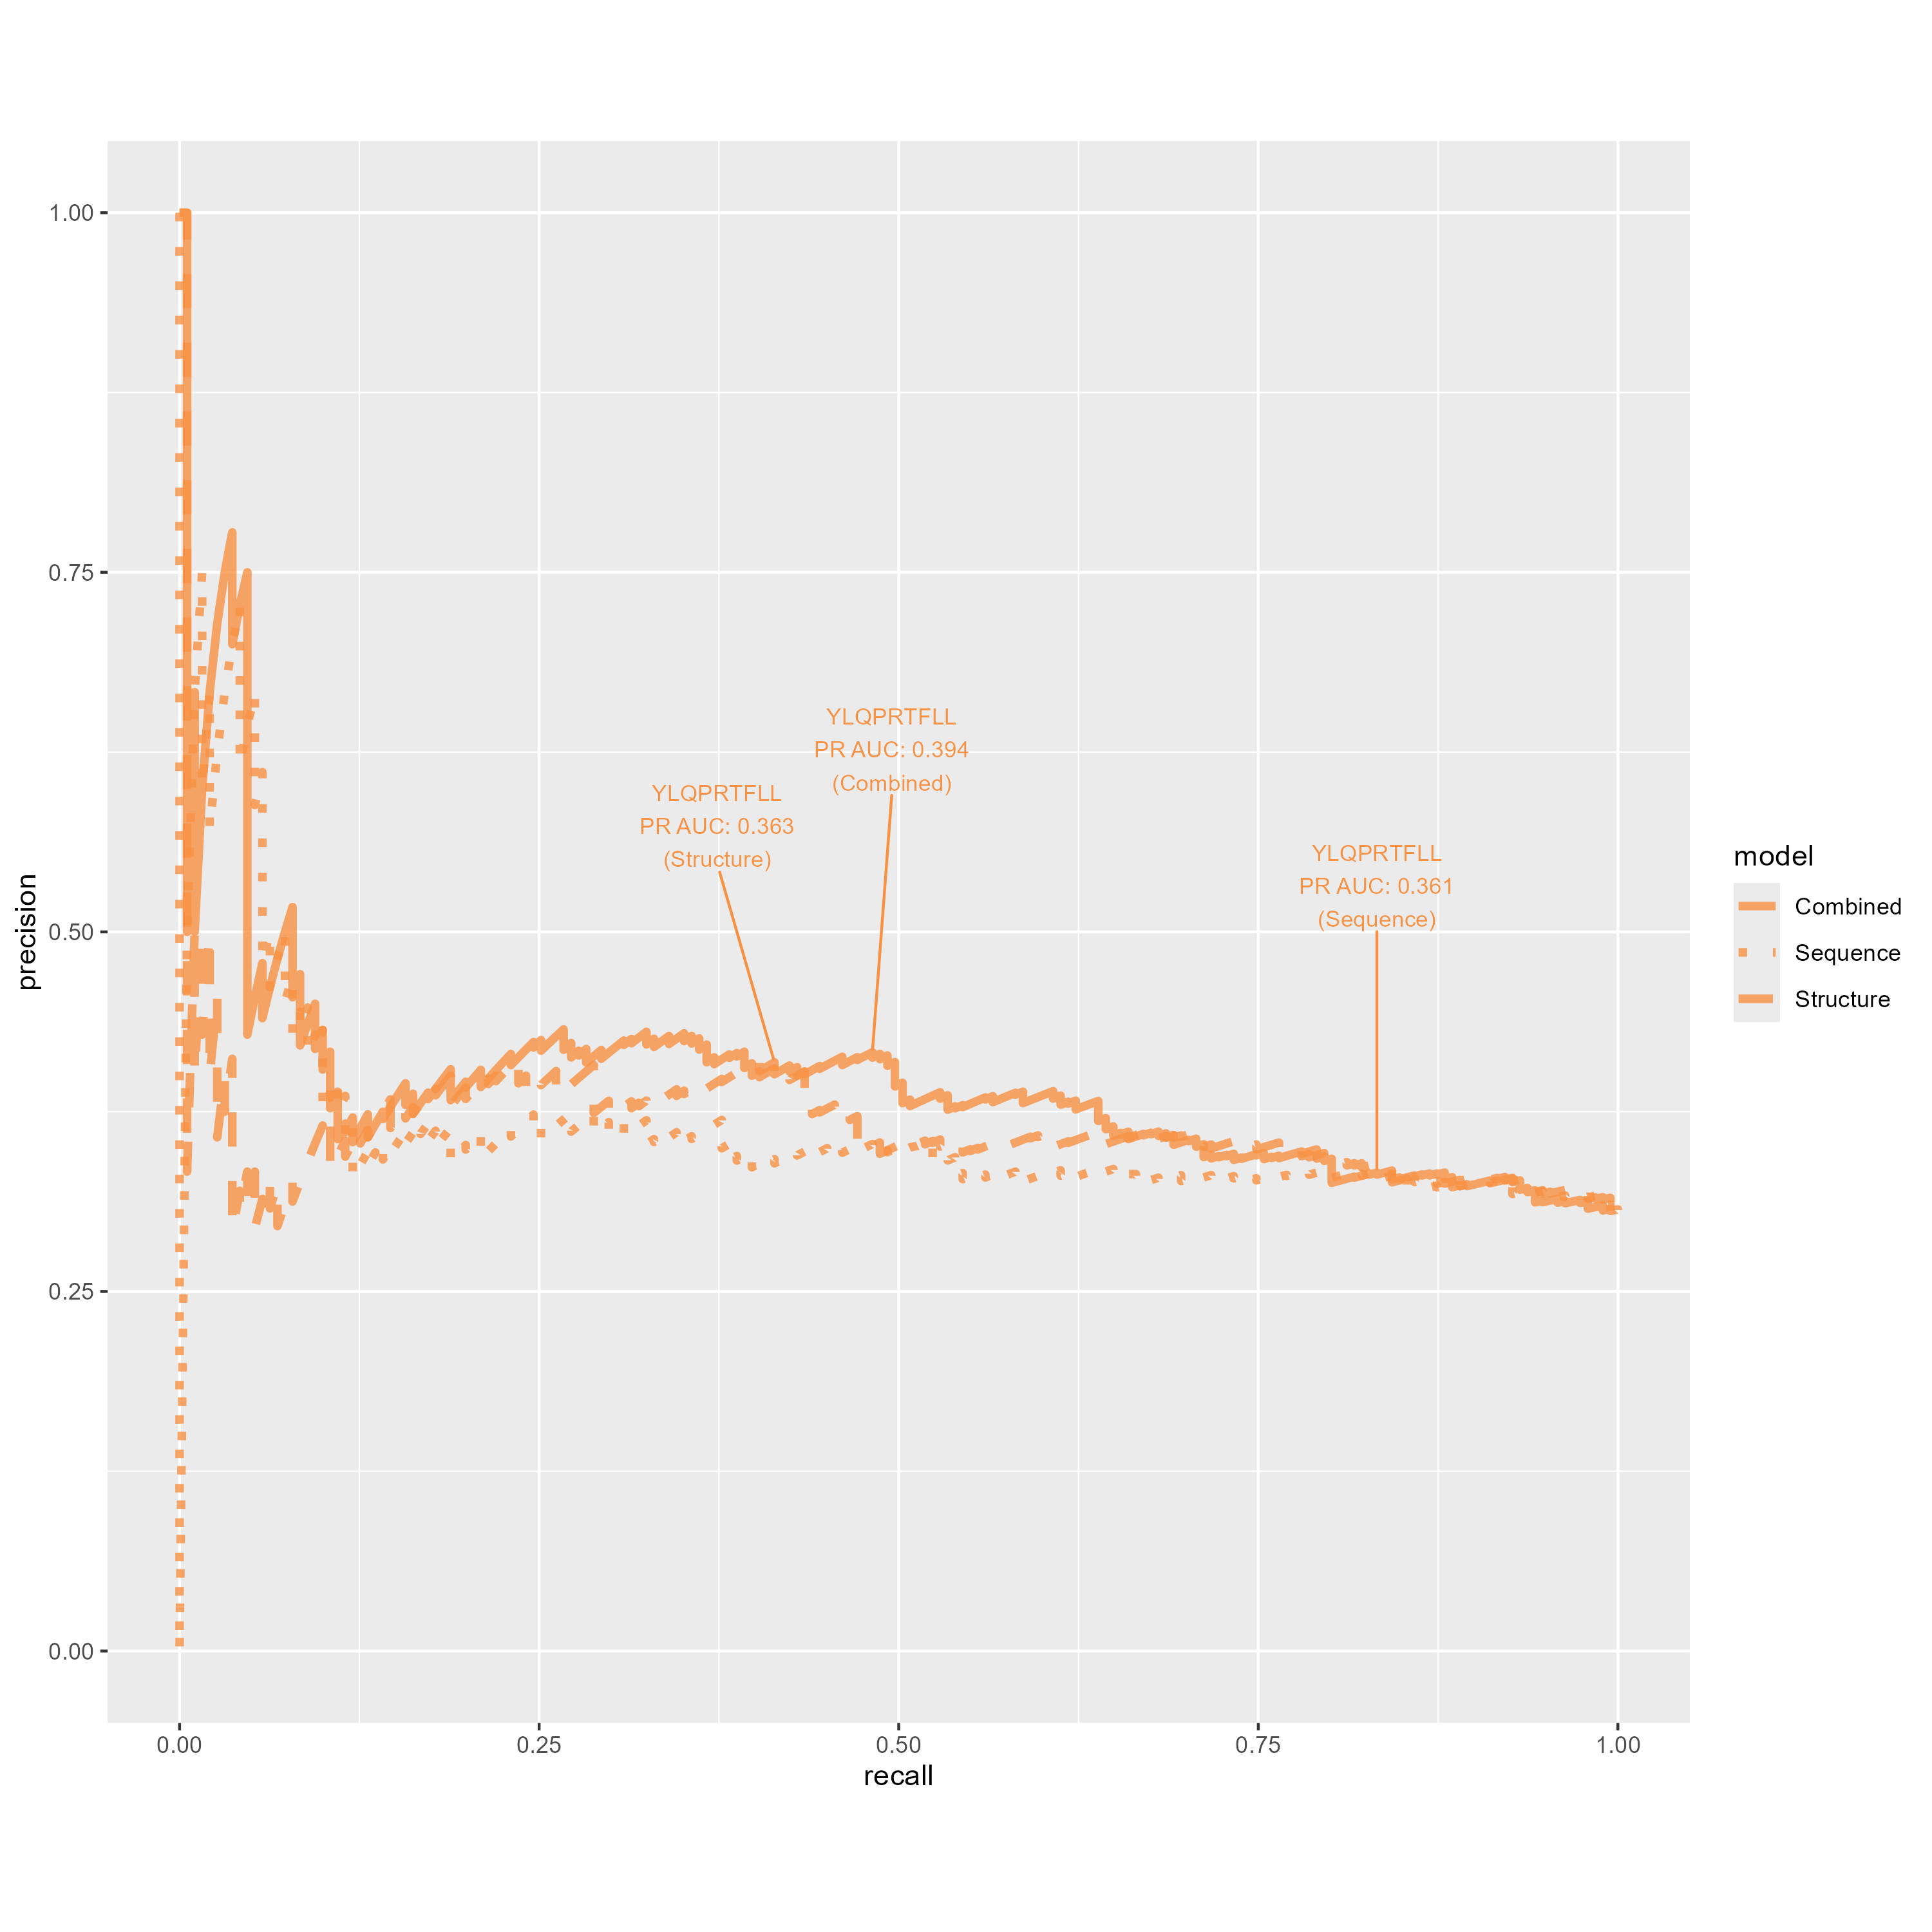 1.00
0.75
0.50
0.25
0.00
precision
YLQPRTFLL
PR AUC: 0.394
(Combined)
YLQPRTFLL
PR AUC: 0.363
(Structure)
YLQPRTFLL
PR AUC: 0.361
(Sequence)
0.00
0.25
0.50
0.75
1.00
recall
model
Combined
Sequence
Structure